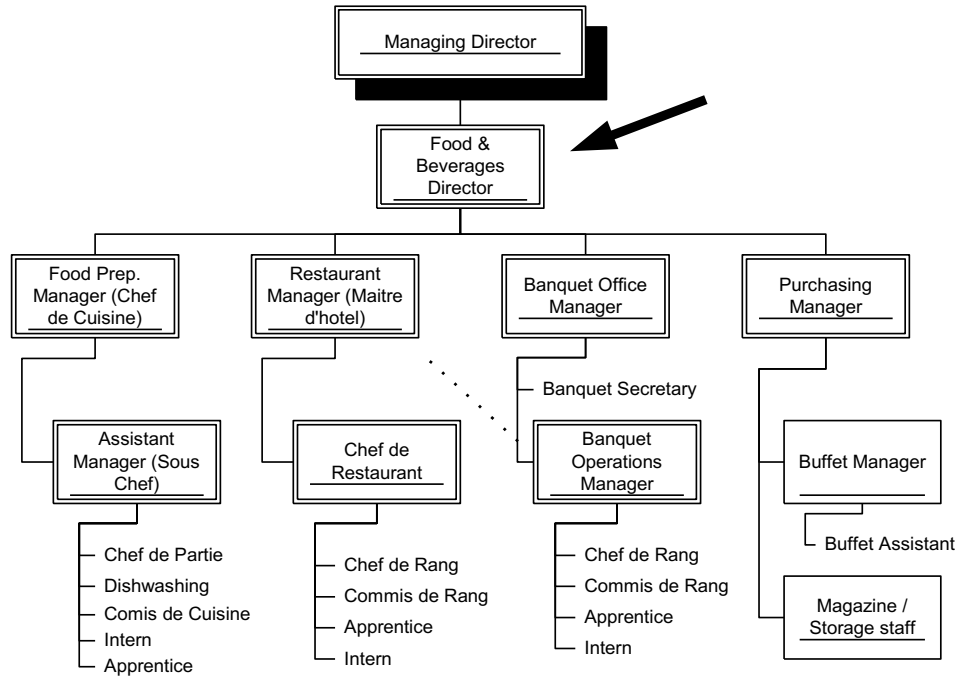 Managing Director
Food &
Beverages
Director
Food Prep.
Manager (Chef
de Cuisine)
Restaurant
Manager (Maitre
d'hotel)
Banquet Office
Manager
Purchasing
Manager
Banquet Secretary
Assistant
Manager (Sous
Chef)
Chef de
Restaurant
Banquet
Operations
Manager
Buffet Manager
Buffet Assistant
Chef de Partie
Dishwashing
Comis de Cuisine
Intern
Apprentice
Chef de Rang
Commis de Rang
Apprentice
Intern
Chef de Rang
Commis de Rang
Apprentice
Intern
Magazine /
Storage staff